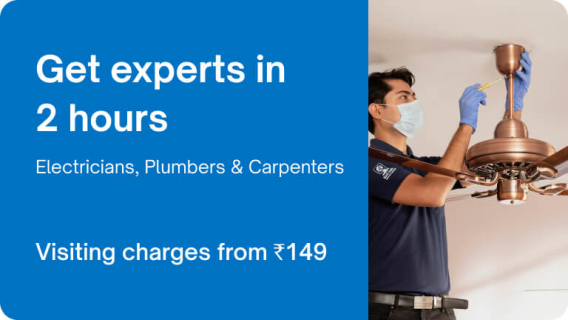 Get experts in
2 hours
Electricians, Plumbers & Carpenters
Visiting charges from ₹149